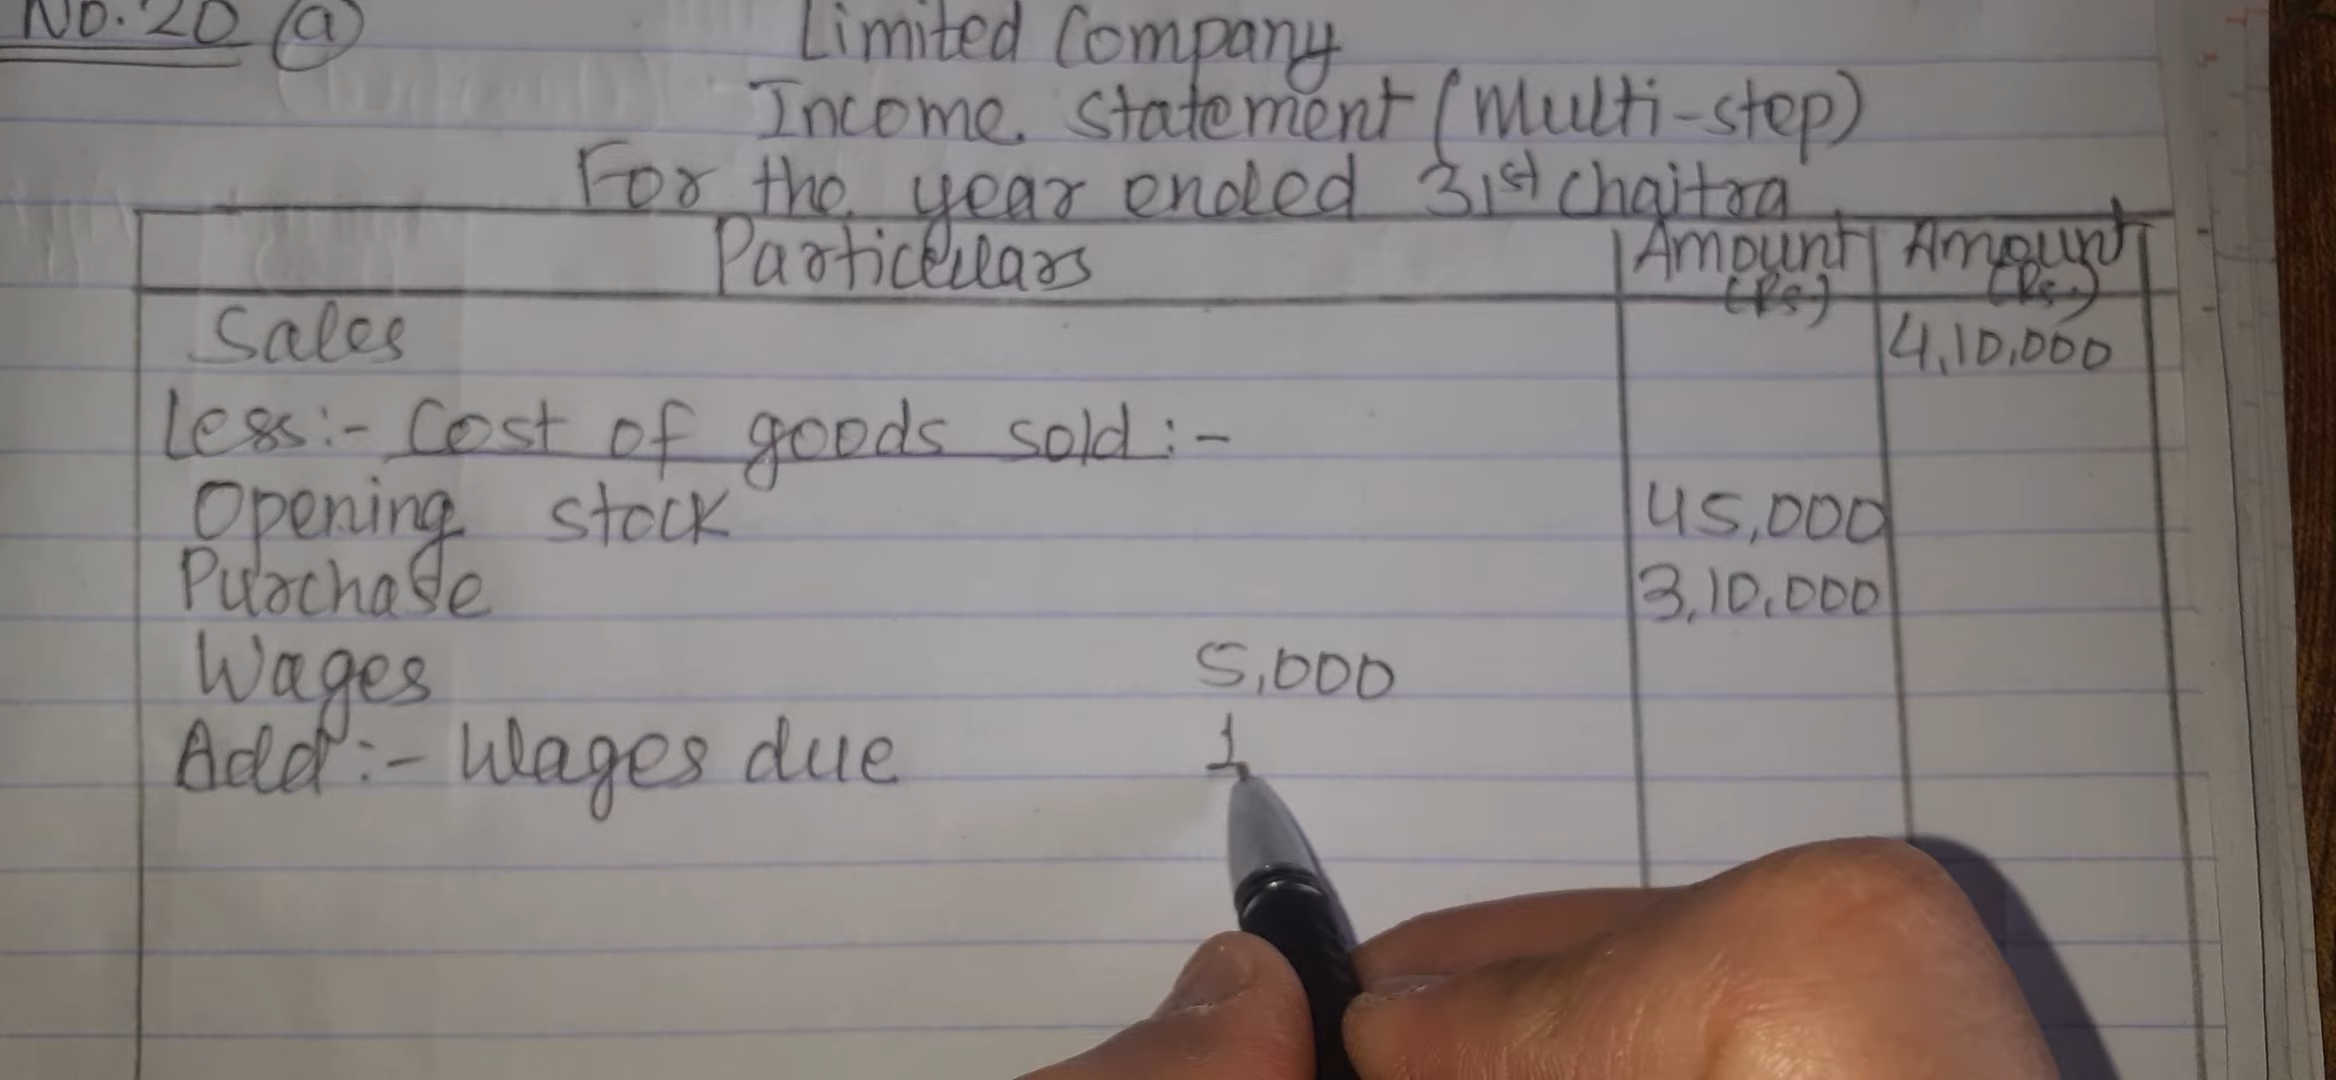 No. 20 (a)
Limited Company
Income Statement (Multi-step)
For the year ended 31st chaitra
Particulars Amount (Rs.) Amount (Rs.)
Sales 4,10,000
Less:- Cost of goods sold:-
Opening stock 45,000
Purchase 3,10,000
Wages 5,000
Add:- Wages due 1